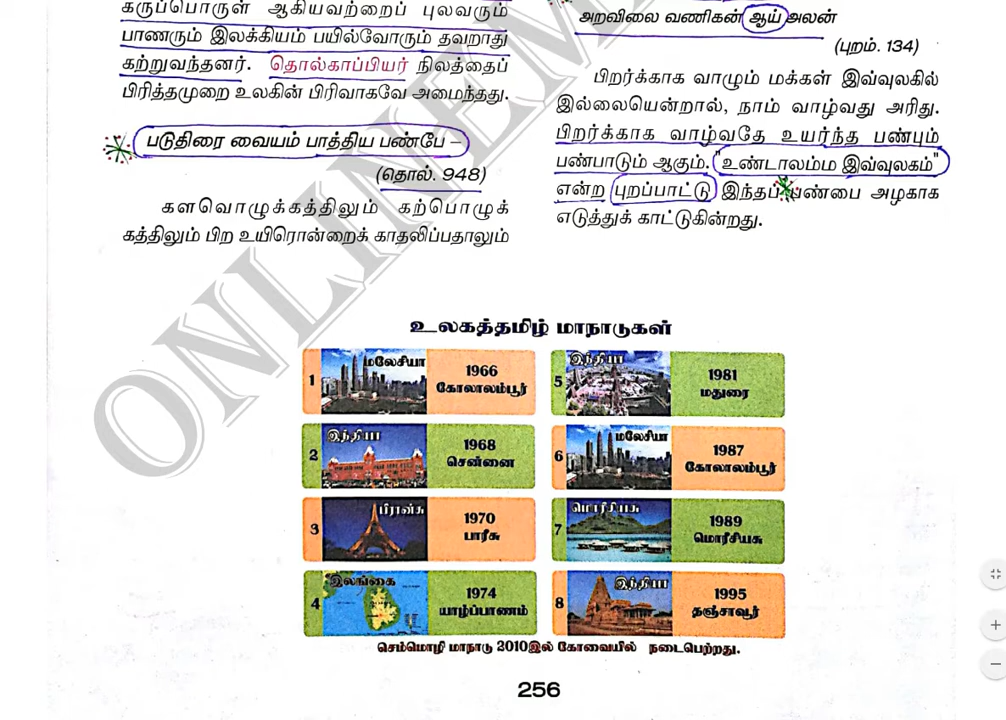 கருப்பொருள் ஆகியவற்றைப் புலவரும்
பாணரும் இலக்கியம் பயில்வோரும் தவறாது
கற்றுவந்தனர். தொல்காப்பியர் நிலத்தைப்
பிரித்தமுறை உலகின் பிரிவாகவே அமைந்தது.
படுதிரை வையம் பாத்திய பண்பே –
(தொல். 948)
களவொழுக்கத்திலும் கற்பொழுக்
கத்திலும் பிற உயிரொன்றைக் காதலிப்பதாலும்
அறவிலை வணிகன் ஆய் அலன்
(புறம். 134)
பிறர்க்காக வாழும் மக்கள் இவ்வுலகில்
இல்லையென்றால், நாம் வாழ்வது அரிது.
பிறர்க்காக வாழ்வதே உயர்ந்த பண்பும்
பண்பாடும் ஆகும். "உண்டாலம்ம இவ்வுலகம்"
என்ற புறப்பாட்டு இந்தப் பண்பை அழகாக
எடுத்துக் காட்டுகின்றது.
உலகத்தமிழ் மாநாடுகள்
1 மலேசியா 1966 கோலாலம்பூர்
2 இந்தியா 1968 சென்னை
3 பிரான்சு 1970 பாரீசு
4 இலங்கை 1974 யாழ்ப்பாணம்
5 இந்தியா 1981 மதுரை
6 மலேசியா 1987 கோலாலம்பூர்
7 மொரீசியசு 1989 மொரீசியசு
8 இந்தியா 1995 தஞ்சாவூர்
செம்மொழி மாநாடு 2010இல் கோவையில் நடைபெற்றது.
256